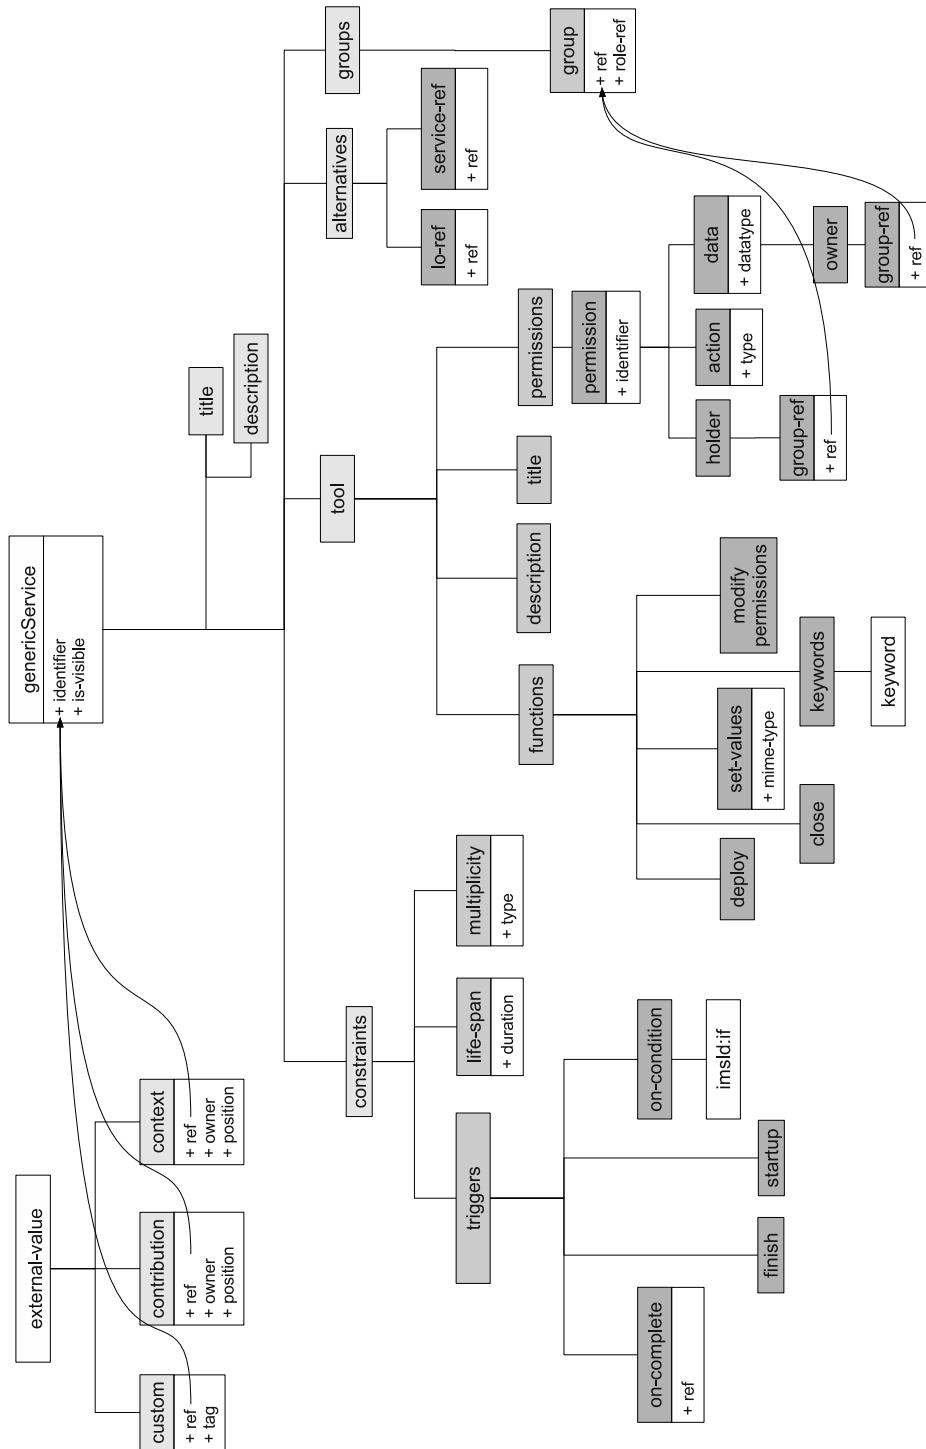 external-value
custom
+ ref
+ tag
contribution
+ ref
+ owner
+ position
context
+ ref
+ owner
+ position
genericService
+ identifier
+ is-visible
title
description
constraints
tool
alternatives
groups
triggers
life-span
+ duration
multiplicity
+ type
functions
description
title
permissions
lo-ref
+ ref
service-ref
+ ref
group
+ ref
+ role-ref
permission
+ identifier
on-complete
+ ref
finish
startup
on-condition
imsld:if
deploy
close
set-values
+ mime-type
keywords
keyword
modify
permissions
holder
group-ref
+ ref
action
+ type
data
+ datatype
owner
group-ref
+ ref